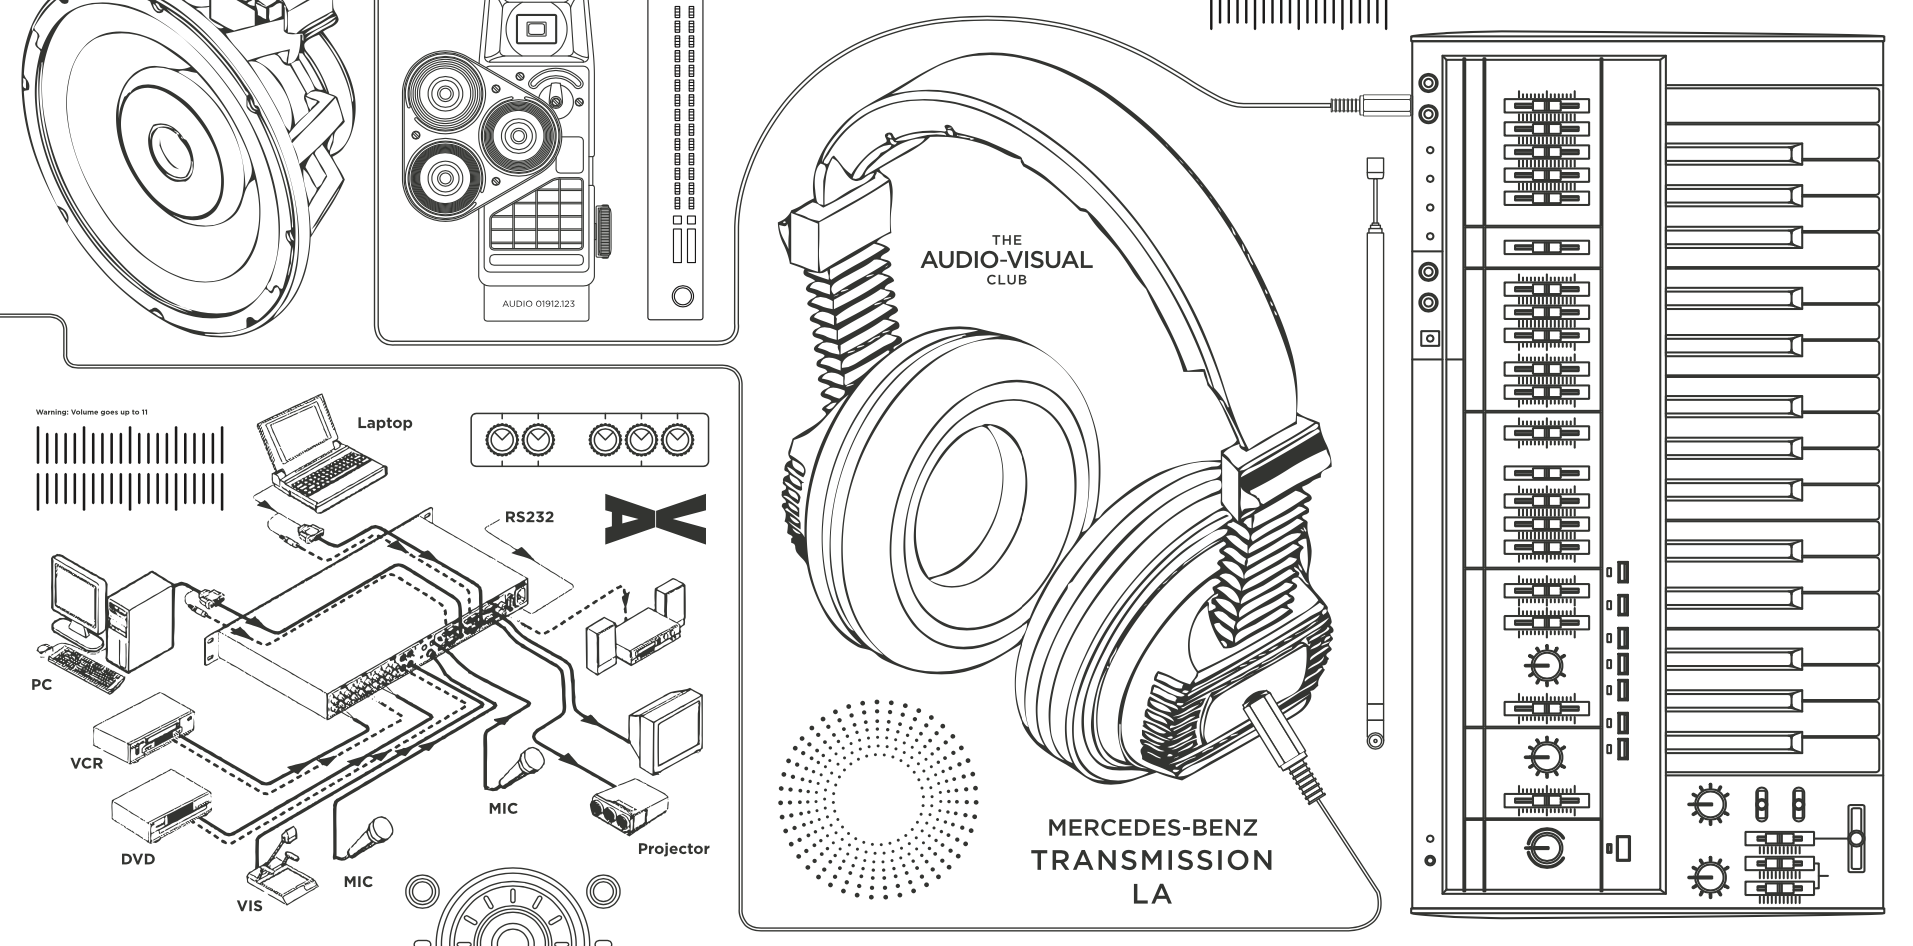 AUDIO 01912.123
THE
AUDIO-VISUAL
CLUB
Warning: Volume goes up to 11
Laptop
RS232
AV
PC
VCR
MIC
DVD
Projector
MIC
VIS
MERCEDES-BENZ
TRANSMISSION
LA